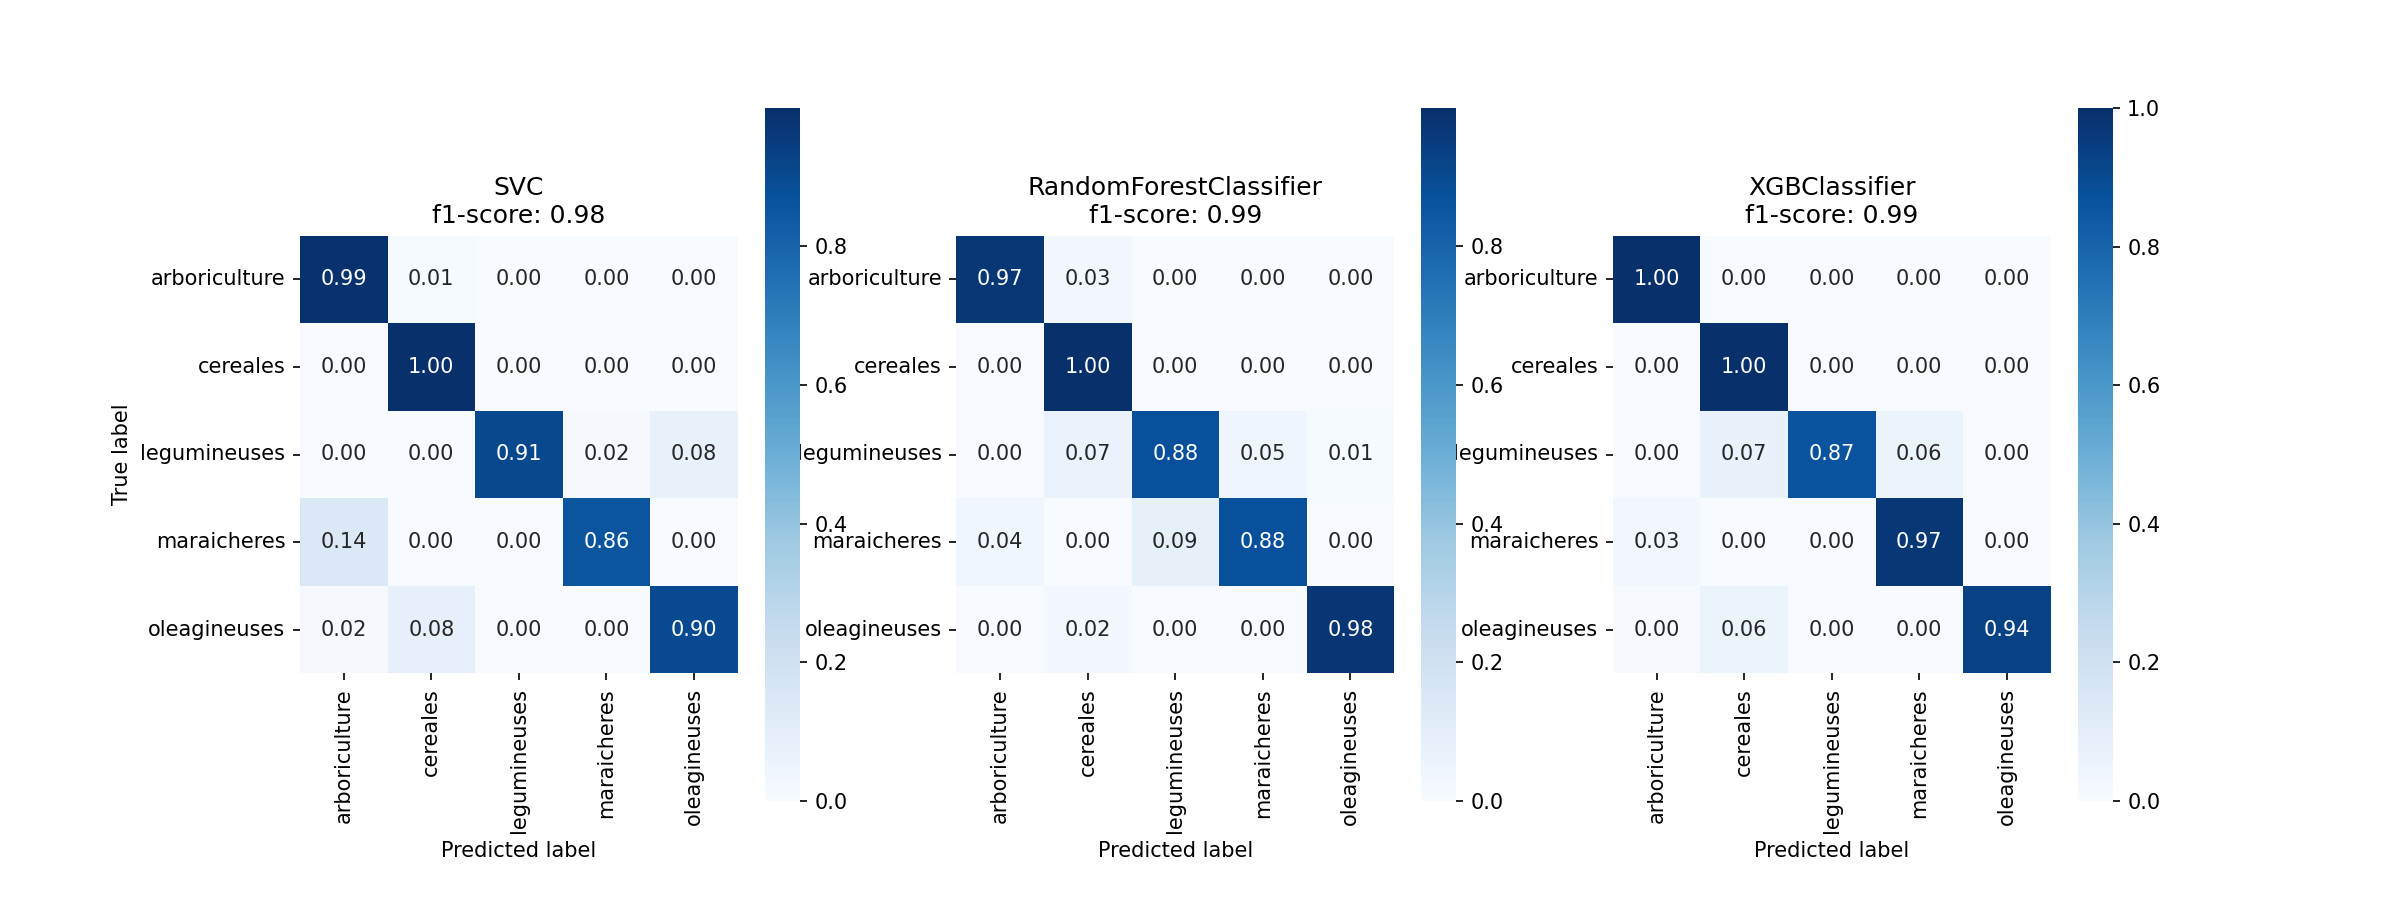 SVC
f1-score: 0.98
True label
arboriculture 0.99 0.01 0.00 0.00 0.00
cereales 0.00 1.00 0.00 0.00 0.00
legumineuses 0.00 0.00 0.91 0.02 0.08
maraicheres 0.14 0.00 0.00 0.86 0.00
oleagineuses 0.02 0.08 0.00 0.00 0.90
arboriculture
cereales
legumineuses
maraicheres
oleagineuses
Predicted label
0.8
0.6
0.4
0.2
0.0
RandomForestClassifier
f1-score: 0.99
arboriculture 0.97 0.03 0.00 0.00 0.00
cereales 0.00 1.00 0.00 0.00 0.00
legumineuses 0.00 0.07 0.88 0.05 0.01
maraicheres 0.04 0.00 0.09 0.88 0.00
oleagineuses 0.00 0.02 0.00 0.00 0.98
arboriculture
cereales
legumineuses
maraicheres
oleagineuses
Predicted label
0.8
0.6
0.4
0.2
0.0
XGBClassifier
f1-score: 0.99
arboriculture 1.00 0.00 0.00 0.00 0.00
cereales 0.00 1.00 0.00 0.00 0.00
legumineuses 0.00 0.07 0.87 0.06 0.00
maraicheres 0.03 0.00 0.00 0.97 0.00
oleagineuses 0.00 0.06 0.00 0.00 0.94
arboriculture
cereales
legumineuses
maraicheres
oleagineuses
Predicted label
1.0
0.8
0.6
0.4
0.2
0.0